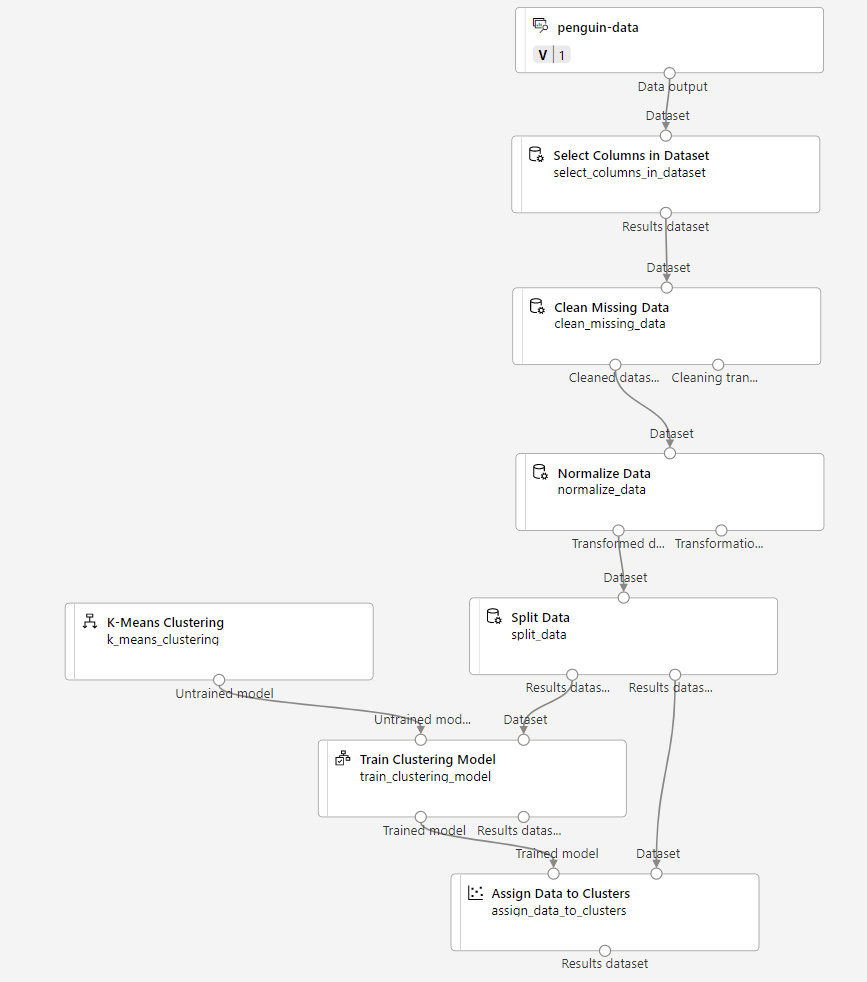 penguin-data
V 1
Data output
Dataset
Select Columns in Dataset
select_columns_in_dataset
Results dataset
Dataset
Clean Missing Data
clean_missing_data
Cleaned datas... Cleaning tran...
Dataset
Normalize Data
normalize_data
Transformed d... Transformatio...
Dataset
K-Means Clustering
k_means_clustering
Untrained model
Split Data
split_data
Results datas... Results datas...
Untrained mod... Dataset
Train Clustering Model
train_clustering_model
Trained model Results datas...
Trained model Dataset
Assign Data to Clusters
assign_data_to_clusters
Results dataset